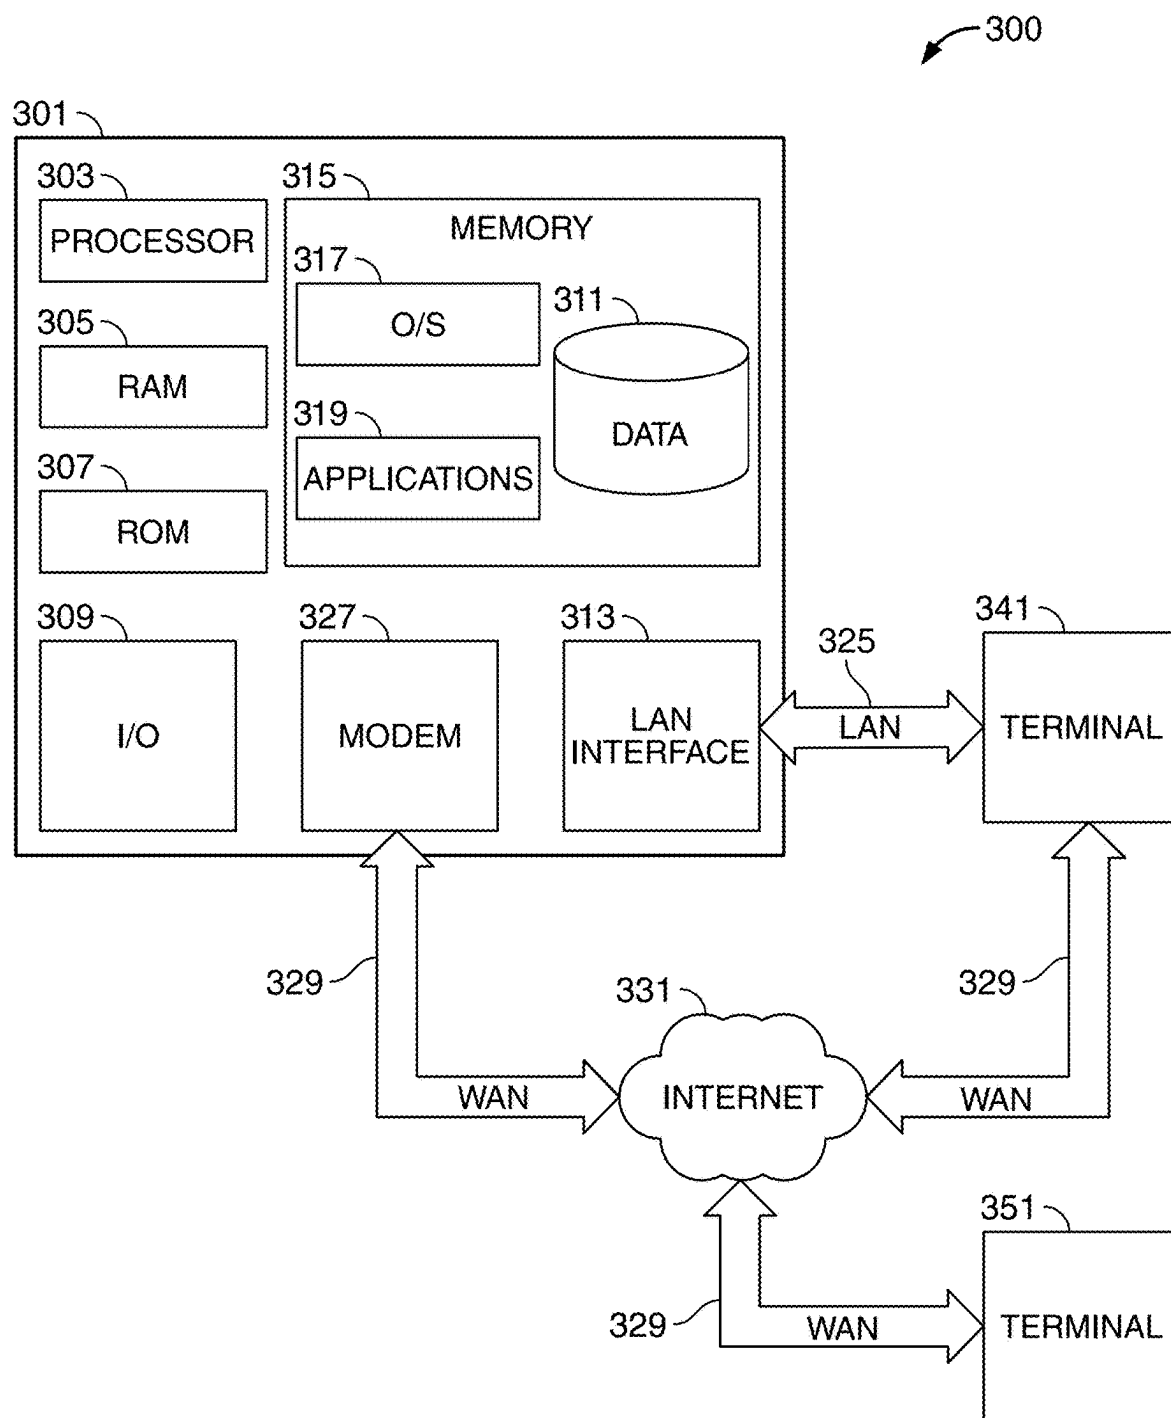 300
301
303
PROCESSOR
305
RAM
307
ROM
315
MEMORY
317
O/S
311
DATA
319
APPLICATIONS
309
I/O
327
MODEM
313
LAN
INTERFACE
325
LAN
341
TERMINAL
329
WAN
331
INTERNET
329
WAN
329
WAN
351
TERMINAL